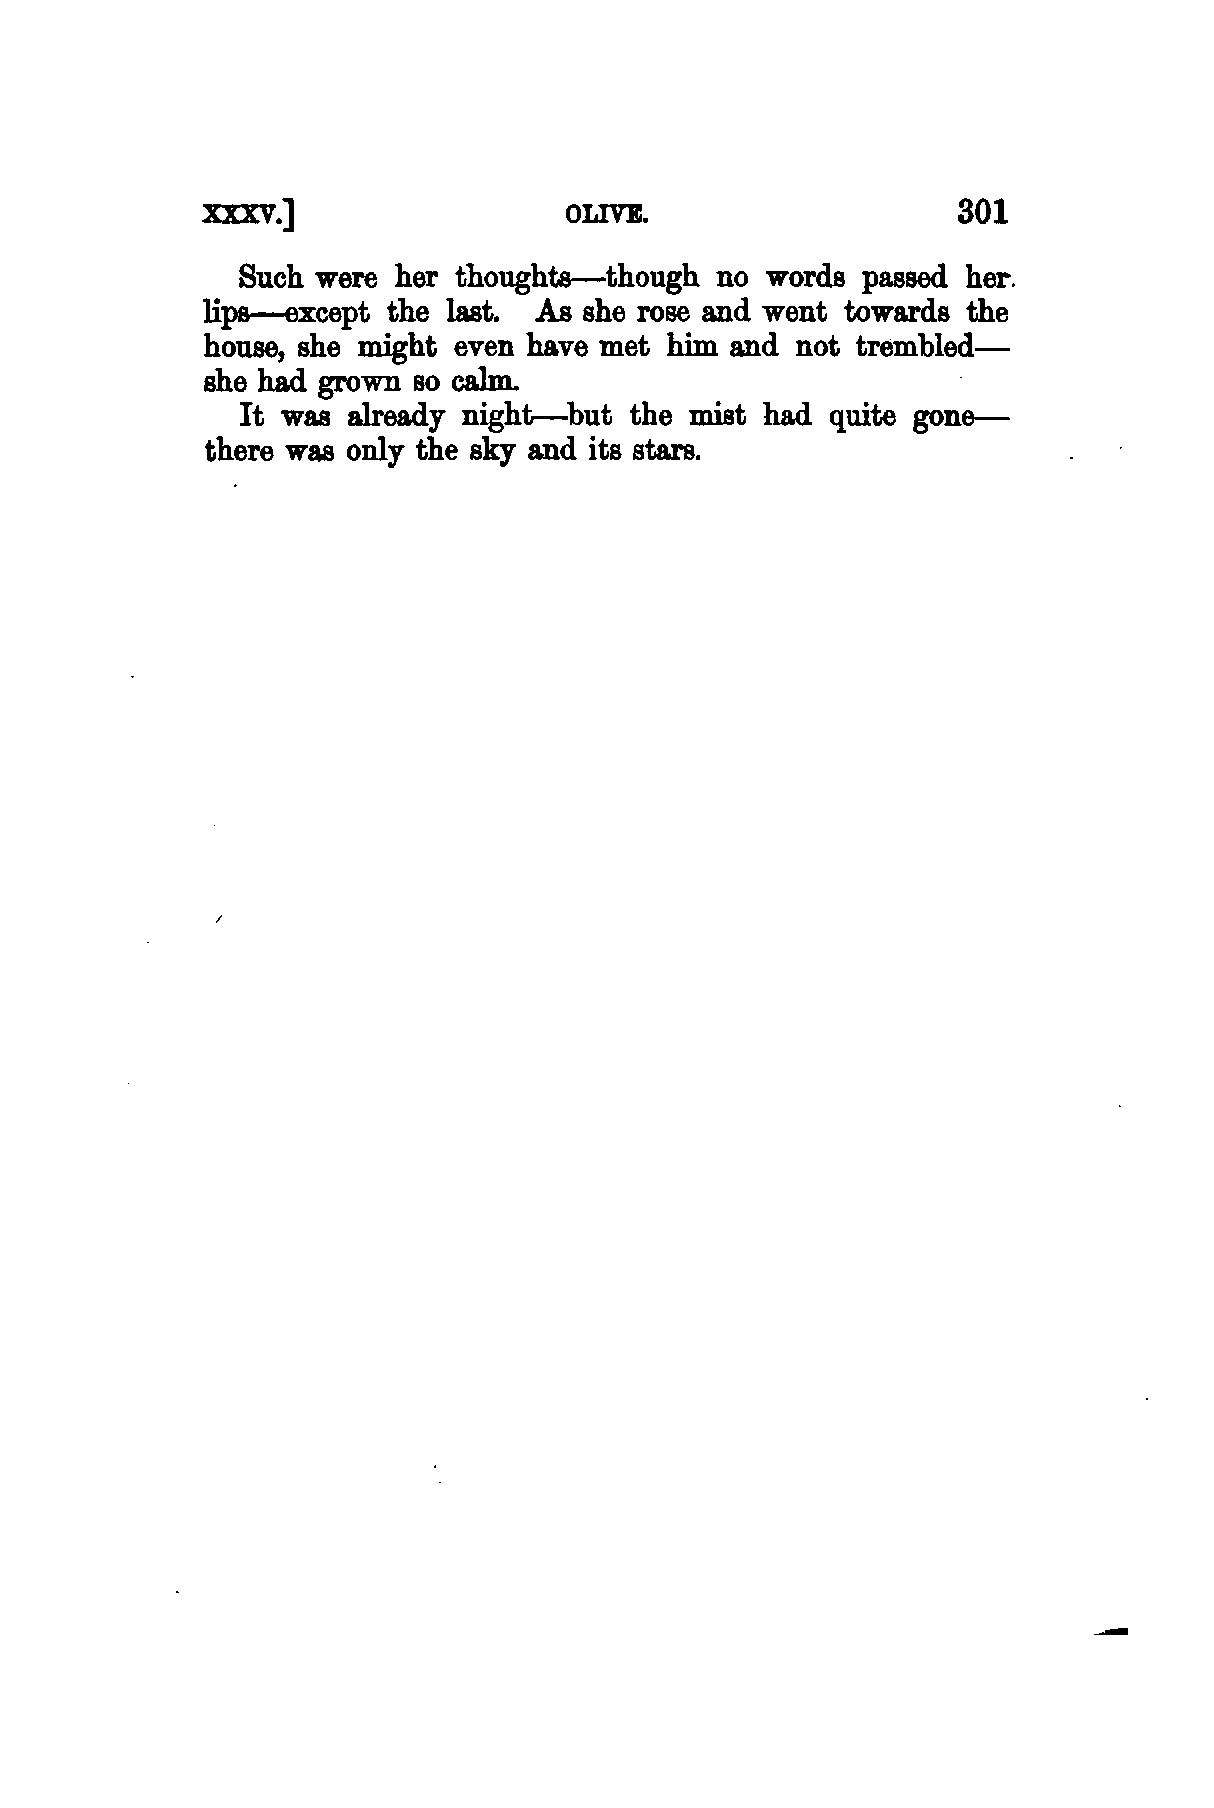 XXXV.] OLIVE. 301
Such were her thoughts—though no words passed her
lips—except the last. As she rose and went towards the
house, she might even have met him and not trembled—
she had grown so calm.
It was already night—but the mist had quite gone—
there was only the sky and its stars.